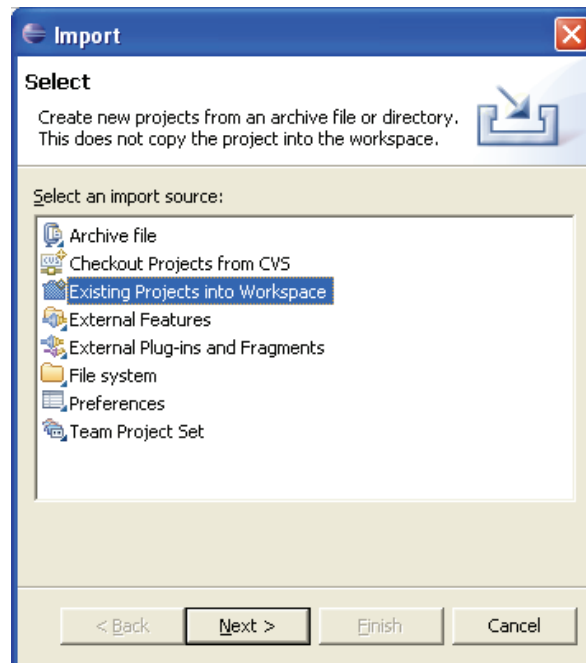 Import
Select
Create new projects from an archive file or directory.
This does not copy the project into the workspace.
Select an import source:
Archive file
Checkout Projects from CVS
Existing Projects into Workspace
External Features
External Plug-ins and Fragments
File system
Preferences
Team Project Set
< Back Next > Finish Cancel